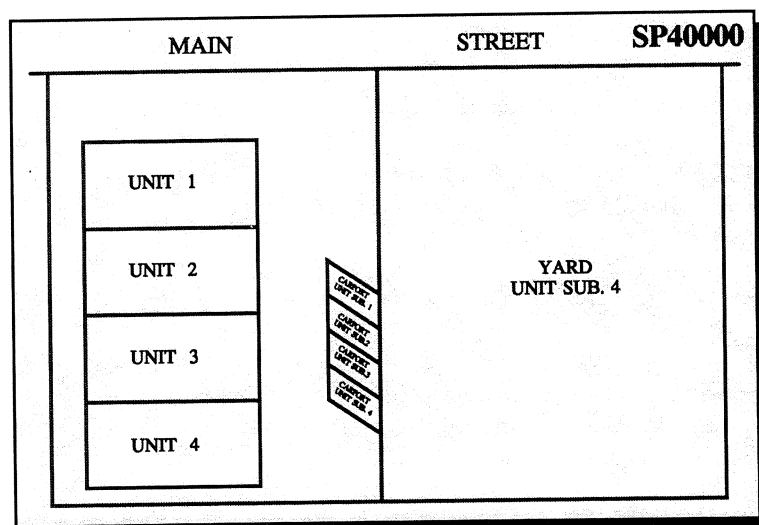 MAIN STREET SP40000
UNIT 1
UNIT 2
UNIT 3
UNIT 4
CARPORT
UNIT SUB. 1
CARPORT
UNIT SUB.2
CARPORT
UNIT SUB.3
CARPORT
UNIT SUB. 4
YARD
UNIT SUB. 4